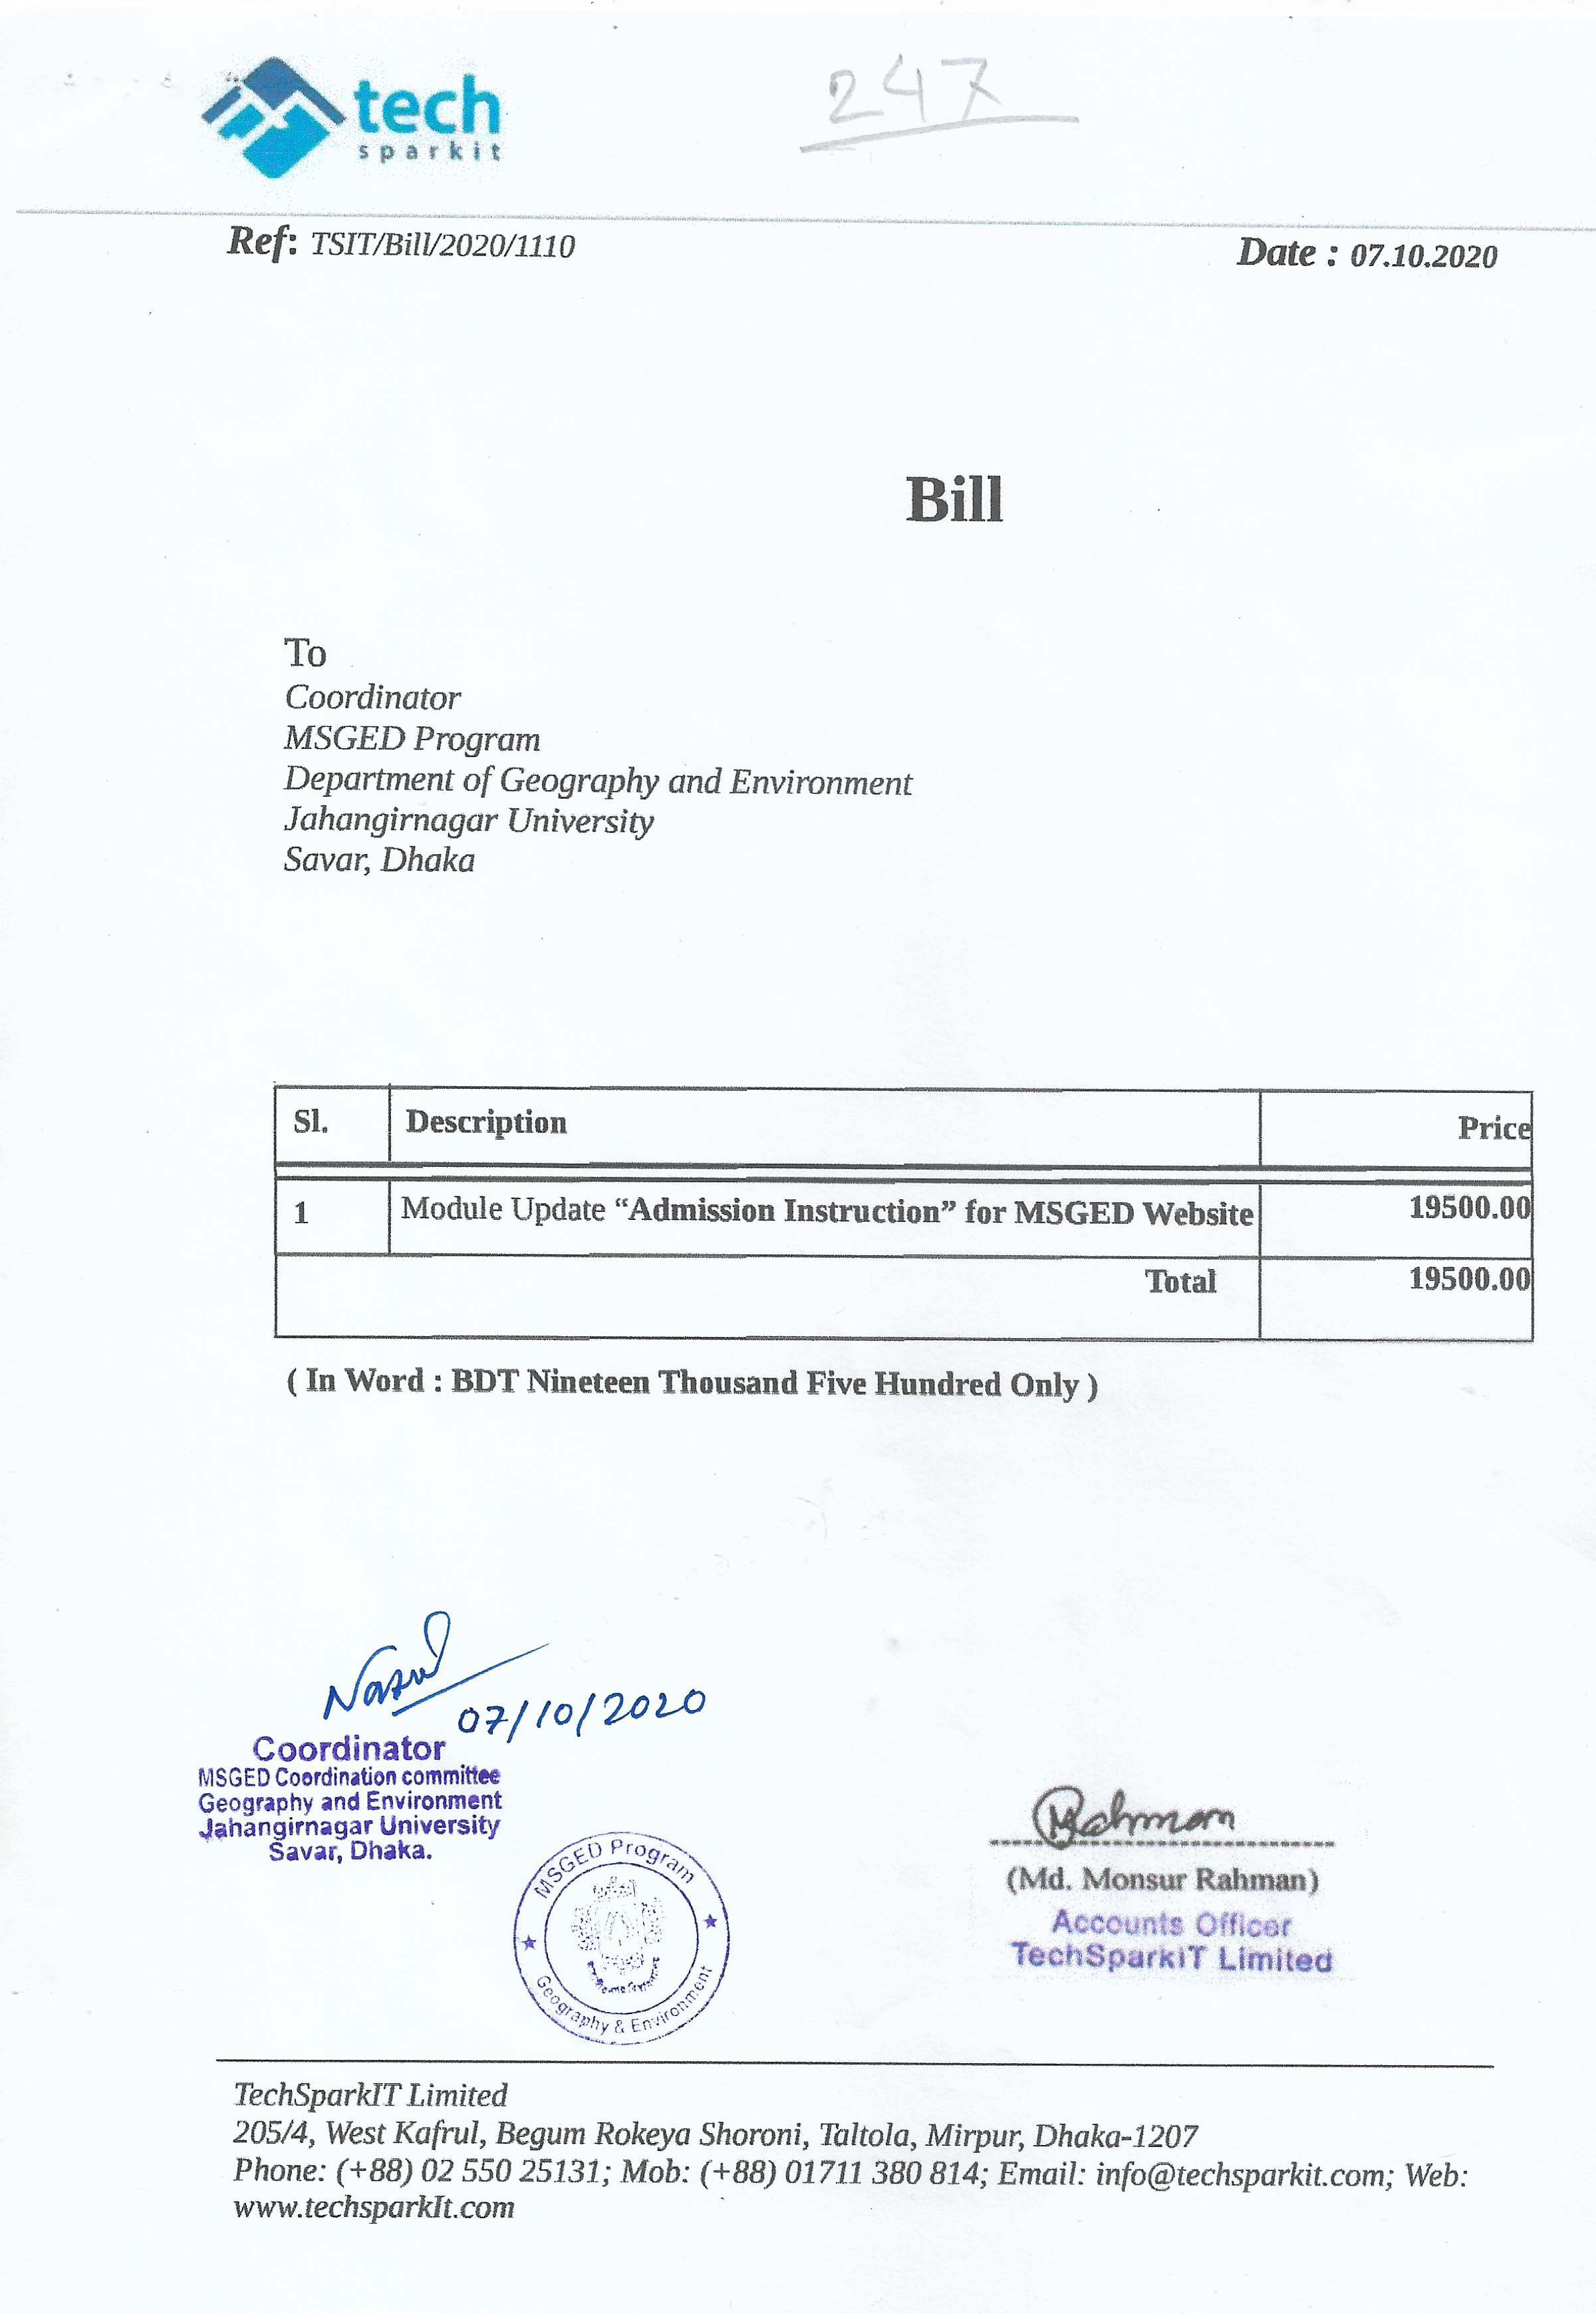 tech
sparkit
247
Ref: TSIT/Bill/2020/1110
Date : 07.10.2020
Bill
To
Coordinator
MSGED Program
Department of Geography and Environment
Jahangirnagar University
Savar, Dhaka
Sl. Description Price
1 Module Update “Admission Instruction” for MSGED Website 19500.00
Total 19500.00
( In Word : BDT Nineteen Thousand Five Hundred Only )
07/10/2020
Coordinator
MSGED Coordination committee
Geography and Environment
Jahangirnagar University
Savar, Dhaka.
MSGED Program
Geography & Environment
Rahman
(Md. Monsur Rahman)
Accounts Officer
TechSparkiT Limited
TechSparkIT Limited
205/4, West Kafrul, Begum Rokeya Shoroni, Taltola, Mirpur, Dhaka-1207
Phone: (+88) 02 550 25131; Mob: (+88) 01711 380 814; Email: info@techsparkit.com; Web:
www.techsparkIt.com